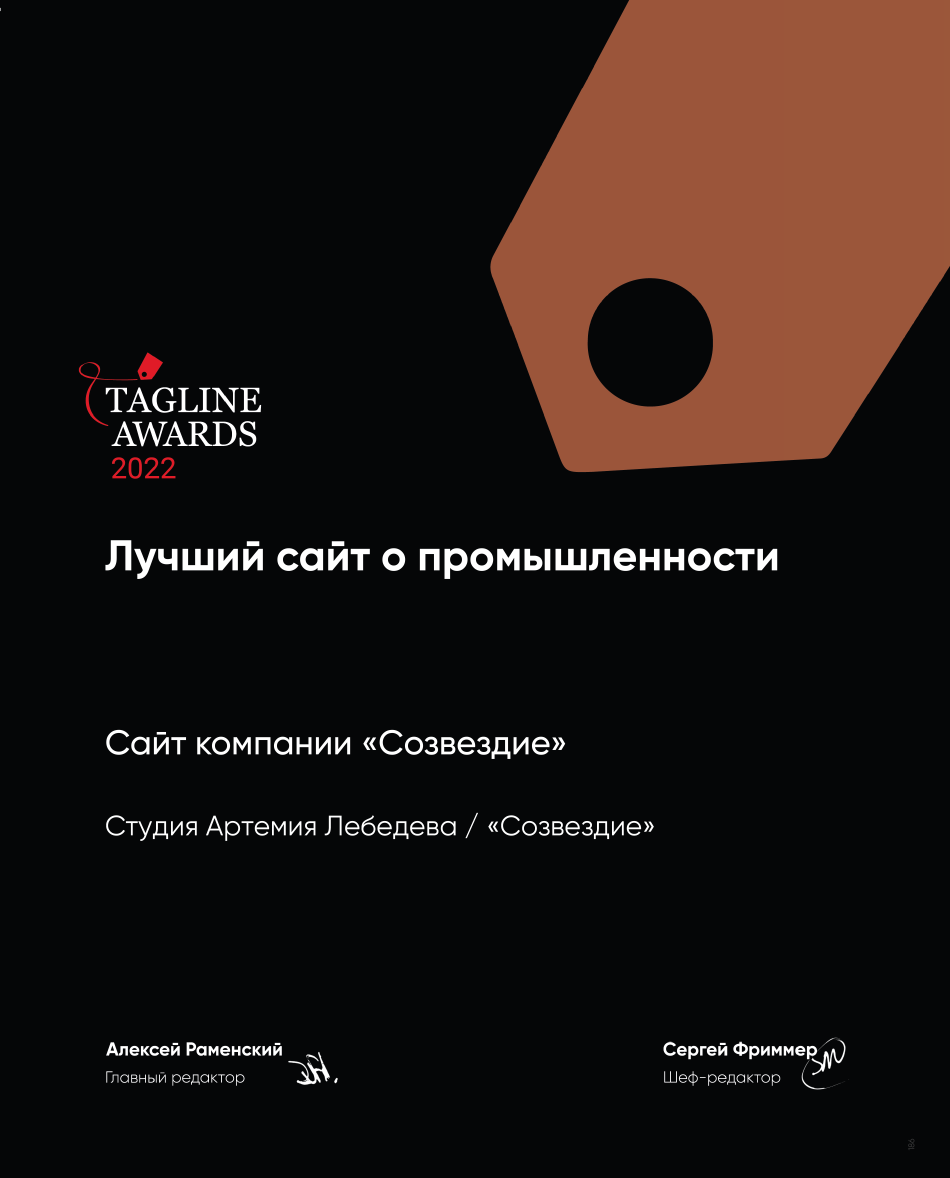 TAGLINE
AWARDS
2022
Лучший сайт о промышленности
Сайт компании «Созвездие»
Студия Артемия Лебедева / «Созвездие»
Алексей Раменский
Главный редактор
Сергей Фриммер
Шеф-редактор
186